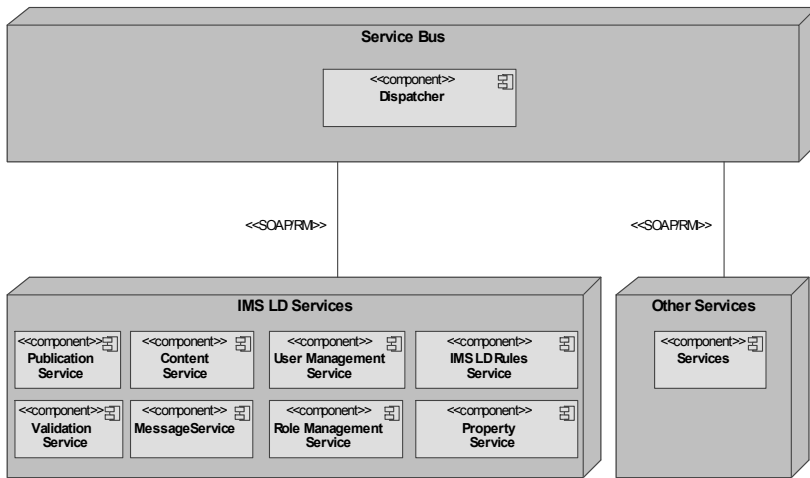 Service Bus
<<component>>
Dispatcher
<<SOAP/RMI>>
<<SOAP/RMI>>
IMS LD Services
<<component>>
Publication
Service
<<component>>
Content
Service
<<component>>
User Management
Service
<<component>>
IMS LD Rules
Service
<<component>>
Validation
Service
<<component>>
MessageService
<<component>>
Role Management
Service
<<component>>
Property
Service
Other Services
<<component>>
Services